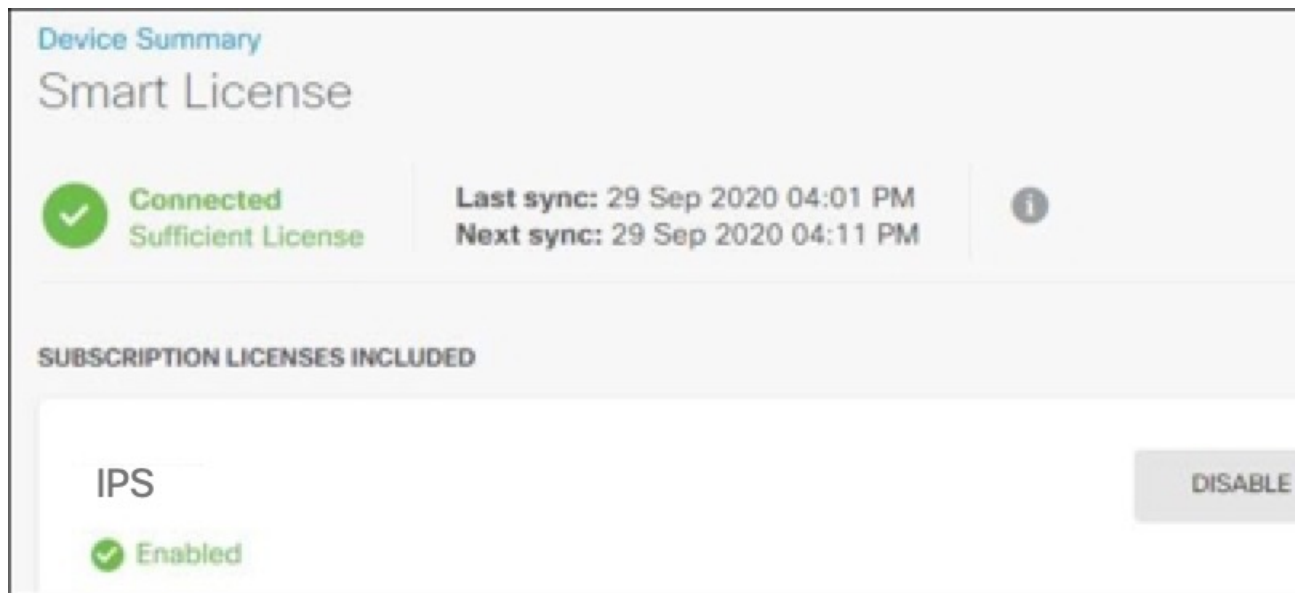 Device Summary
Smart License
Connected
Sufficient License
Last sync: 29 Sep 2020 04:01 PM
Next sync: 29 Sep 2020 04:11 PM
SUBSCRIPTION LICENSES INCLUDED
IPS
DISABLE
Enabled